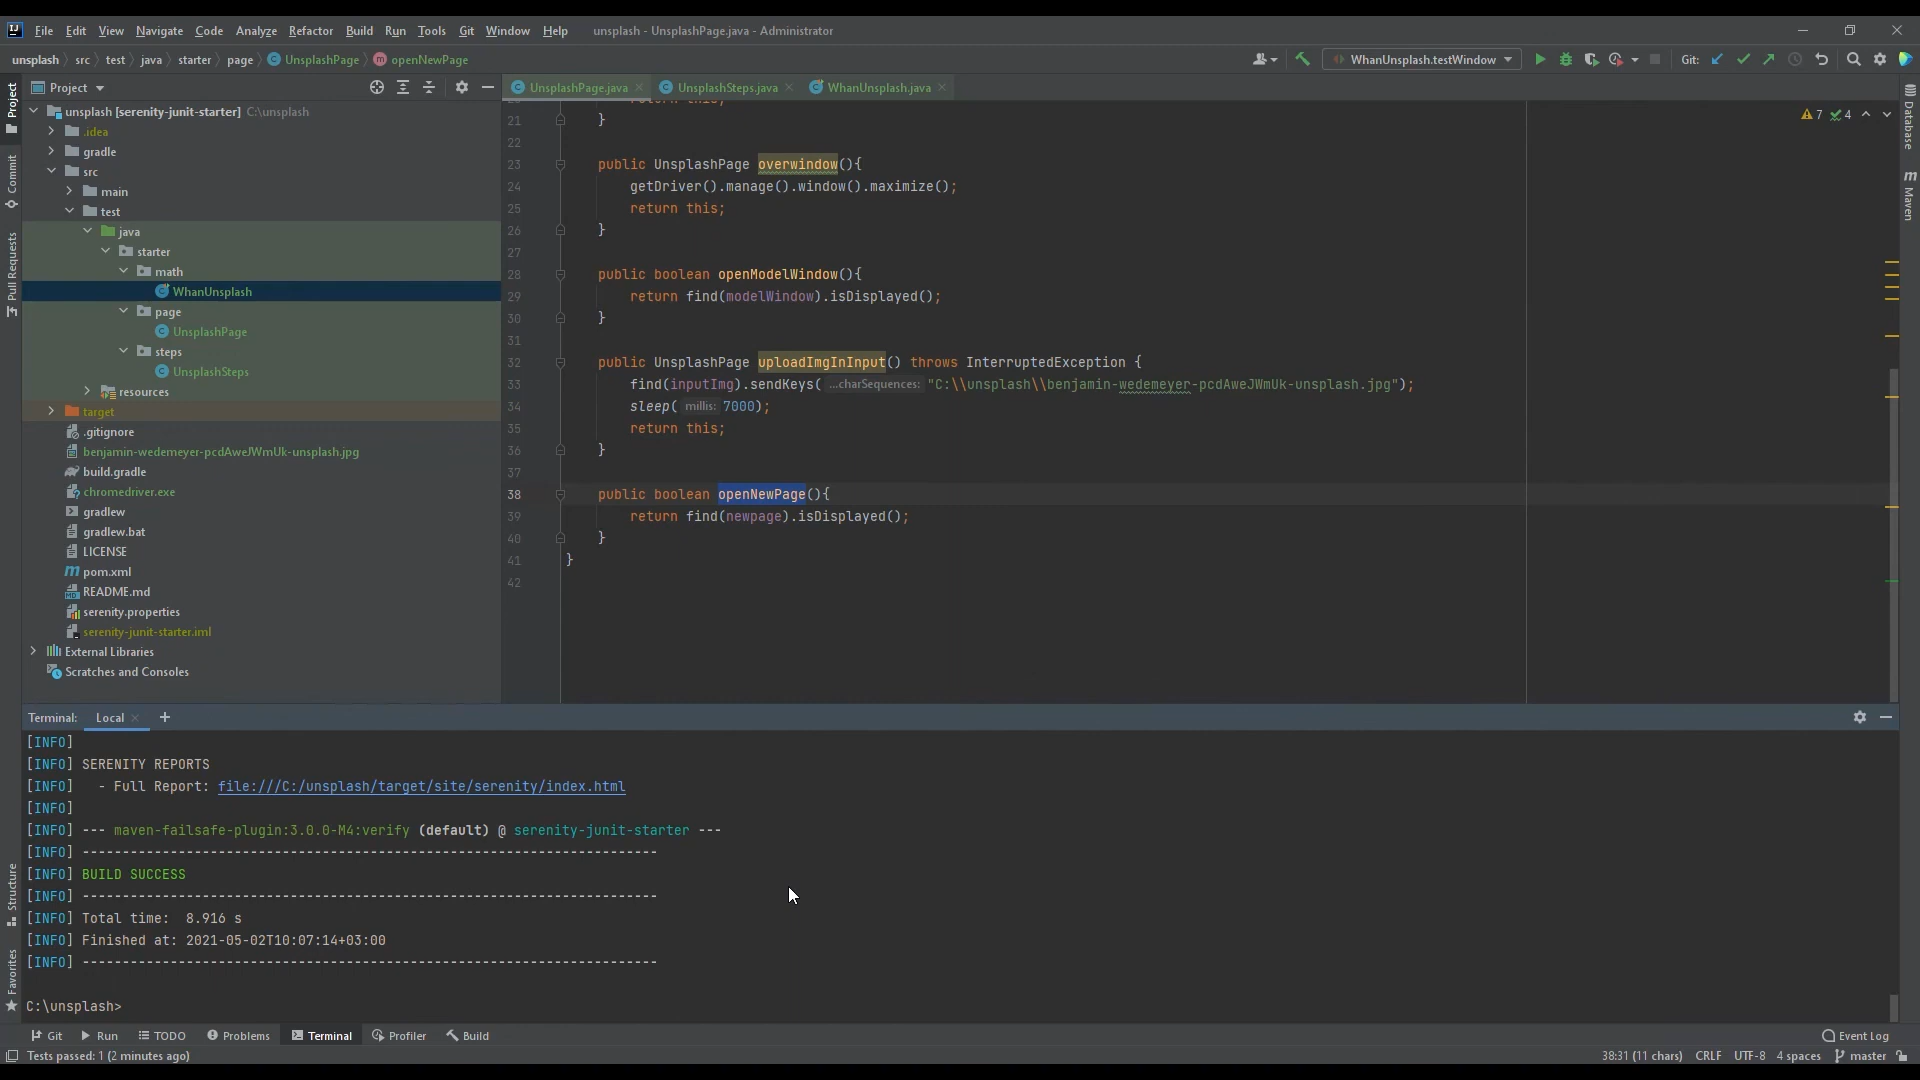 File Edit View Navigate Code Analyze Refactor Build Run Tools Git Window Help unsplash - UnsplashPage.java - Administrator
unsplash src test java starter page UnsplashPage openNewPage WhanUnsplash.testWindow Git:
Project
UnsplashPage.java UnsplashSteps.java WhanUnsplash.java
unsplash [serenity-junit-starter] C:\unsplash
.idea
gradle
src
main
test
java
starter
math
WhanUnsplash
page
UnsplashPage
steps
UnsplashSteps
resources
target
.gitignore
benjamin-wedemeyer-pcdAweJWmUk-unsplash.jpg
build.gradle
chromedriver.exe
gradlew
gradlew.bat
LICENSE
pom.xml
README.md
serenity.properties
serenity-junit-starter.iml
External Libraries
Scratches and Consoles
7 4
21 }
22
23 public UnsplashPage overwindow(){
24 getDriver().manage().window().maximize();
25 return this;
26 }
27
28 public boolean openModelWindow(){
29 return find(modelWindow).isDisplayed();
30 }
31
32 public UnsplashPage uploadImgInInput() throws InterruptedException {
33 find(inputImg).sendKeys( ...charSequences: "C:\\unsplash\\benjamin-wedemeyer-pcdAweJWmUk-unsplash.jpg");
34 sleep( millis: 7000);
35 return this;
36 }
37
38 public boolean openNewPage(){
39 return find(newpage).isDisplayed();
40 }
41 }
42
Project
Commit
Pull Requests
Structure
Favorites
Database
Maven
Terminal: Local
[INFO]
[INFO] SERENITY REPORTS
[INFO] - Full Report: file:///C:/unsplash/target/site/serenity/index.html
[INFO]
[INFO] --- maven-failsafe-plugin:3.0.0-M4:verify (default) @ serenity-junit-starter ---
[INFO] ------------------------------------------------------------------------
[INFO] BUILD SUCCESS
[INFO] ------------------------------------------------------------------------
[INFO] Total time: 8.916 s
[INFO] Finished at: 2021-05-02T10:07:14+03:00
[INFO] ------------------------------------------------------------------------
C:\unsplash>
Git Run TODO Problems Terminal Profiler Build Event Log
Tests passed: 1 (2 minutes ago) 38:31 (11 chars) CRLF UTF-8 4 spaces master